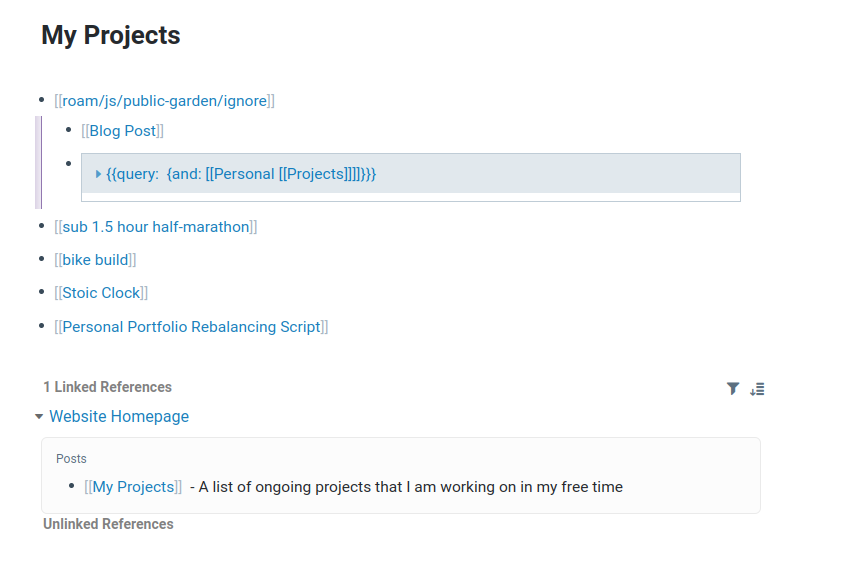 My Projects
[[roam/js/public-garden/ignore]]
[[Blog Post]]
{{query: {and: [[Personal [[Projects]]]]}}}
[[sub 1.5 hour half-marathon]]
[[bike build]]
[[Stoic Clock]]
[[Personal Portfolio Rebalancing Script]]
1 Linked References
Website Homepage
Posts
[[My Projects]] - A list of ongoing projects that I am working on in my free time
Unlinked References